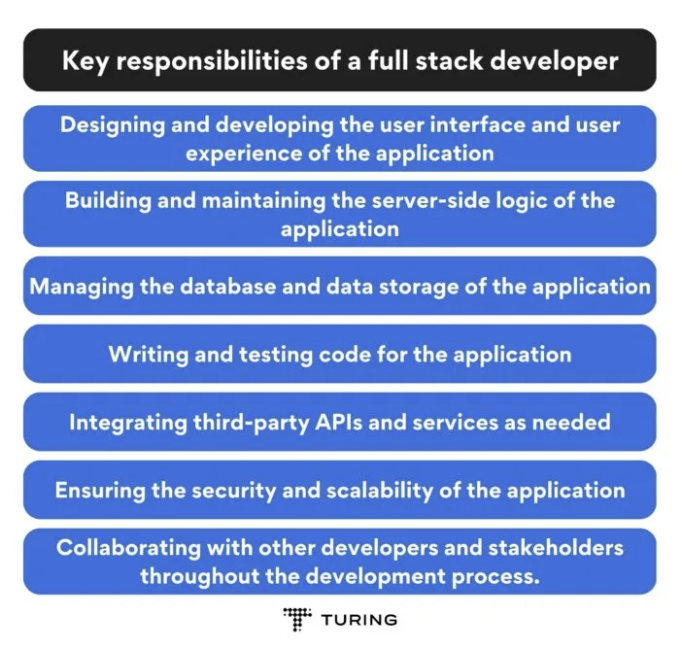 Key responsibilities of a full stack developer
Designing and developing the user interface and user
experience of the application
Building and maintaining the server-side logic of the
application
Managing the database and data storage of the application
Writing and testing code for the application
Integrating third-party APIs and services as needed
Ensuring the security and scalability of the application
Collaborating with other developers and stakeholders
throughout the development process.
TURING